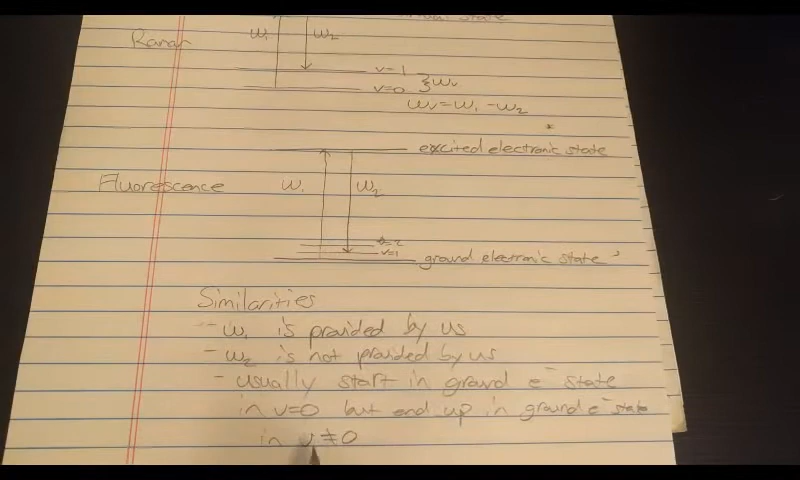 state
Raman
ω₁ ω₂
v=1
v=0 } ωᵥ
ωᵥ = ω₁ - ω₂
excited electronic state
Fluorescence ω₁ ω₂
v=2
v=1
ground electronic state
Similarities
- ω₁ is provided by us
- ω₂ is not provided by us
- usually start in ground e⁻ state
in v=0 but end up in ground e⁻ state
in v≠0